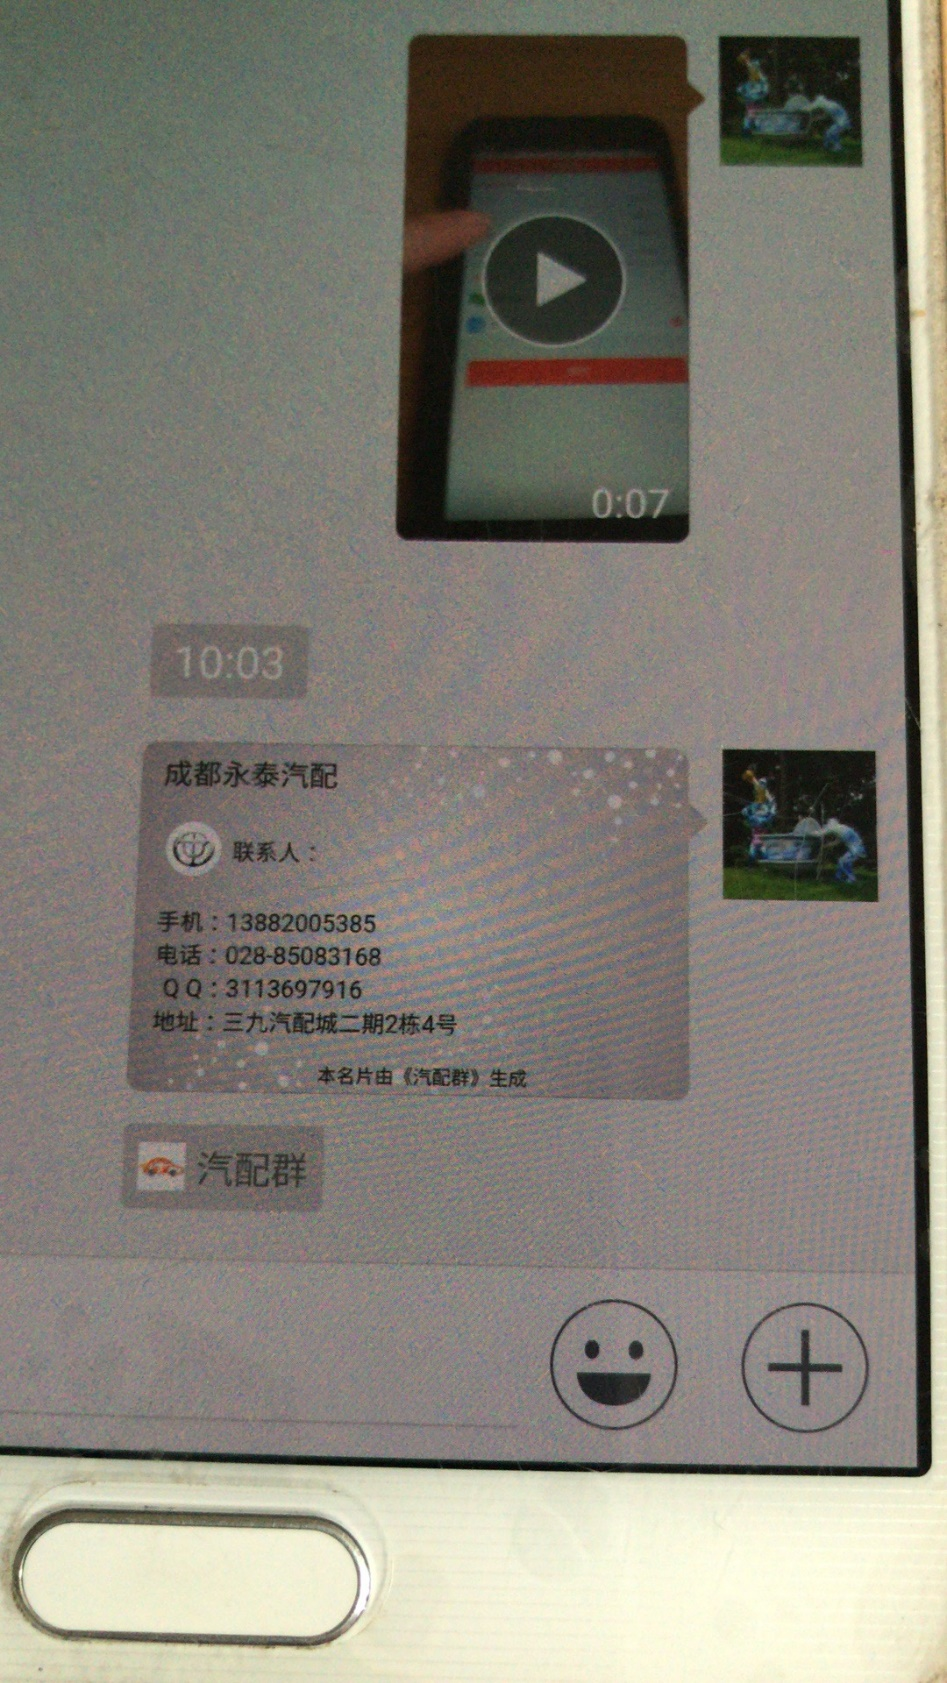 0:07
10:03
成都永泰汽配
联系人：
手机：13882005385
电话：028-85083168
QQ：3113697916
地址：三九汽配城二期2栋4号
本名片由《汽配群》生成
汽配群